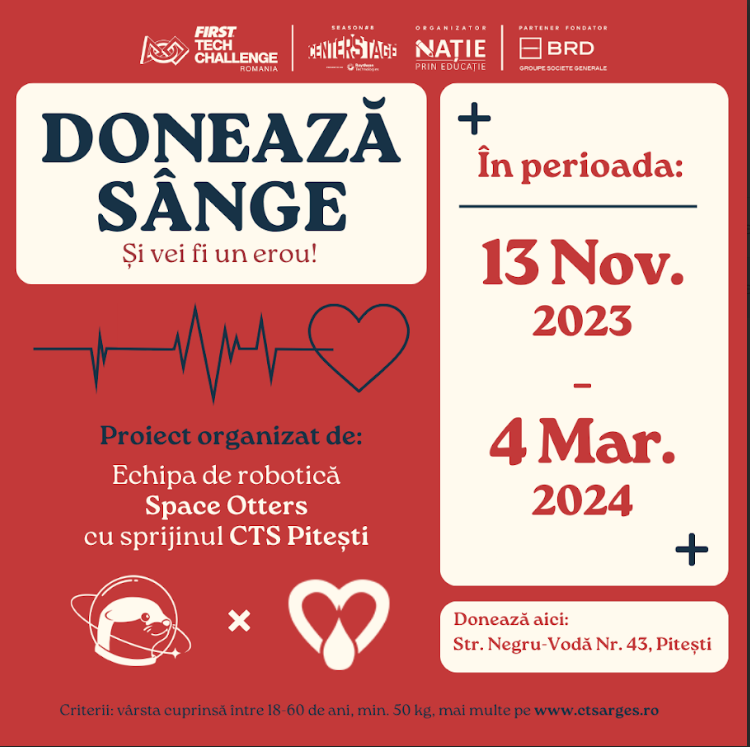 FIRST
TECH
CHALLENGE
ROMANIA
SEASON#8
CENTERSTAGE
ORGANIZATOR
NAȚIE
PRIN EDUCAȚIE
PARTENER FONDATOR
BRD
GROUPE SOCIETE GENERALE
DONEAZĂ
SÂNGE
Și vei fi un erou!
În perioada:
13 Nov.
2023
–
4 Mar.
2024
Proiect organizat de:
Echipa de robotică
Space Otters
cu sprijinul CTS Pitești
×
Donează aici:
Str. Negru-Vodă Nr. 43, Pitești
Criterii: vârsta cuprinsă între 18-60 de ani, min. 50 kg, mai multe pe www.ctsarges.ro